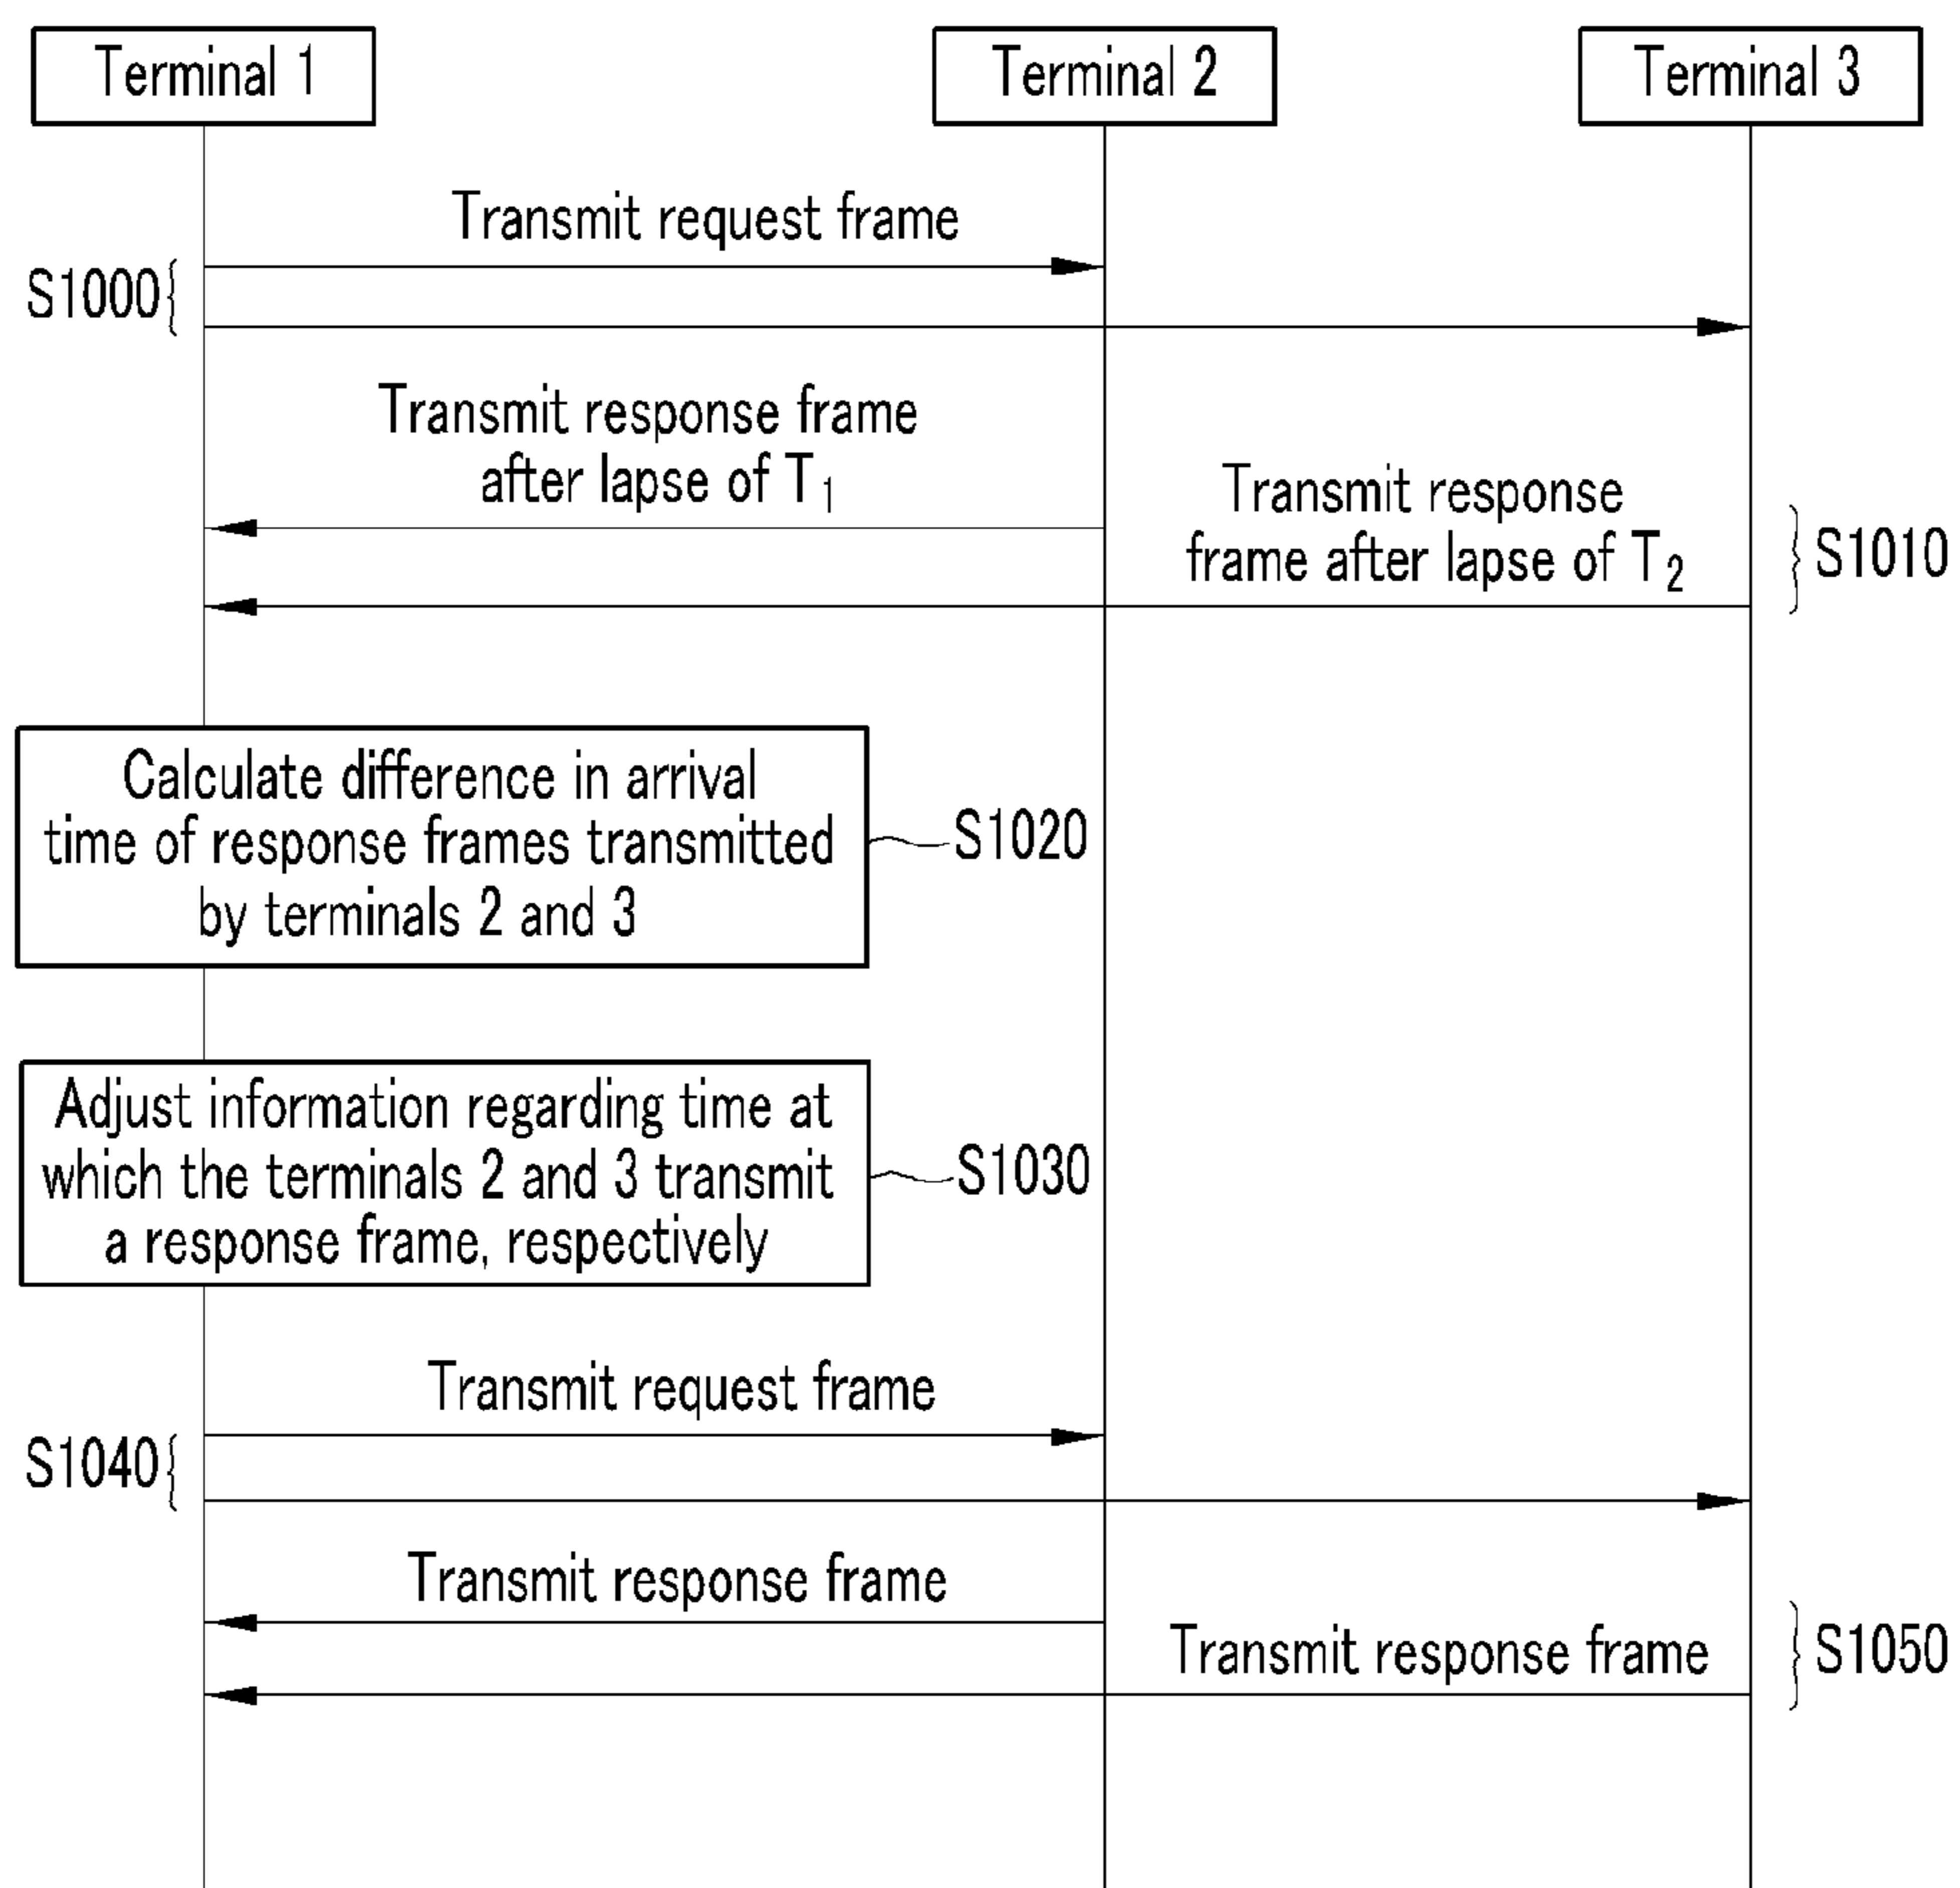 Terminal 1
Terminal 2
Terminal 3
Transmit request frame
S1000
Transmit response frame
after lapse of T1
Transmit response
frame after lapse of T2
S1010
Calculate difference in arrival
time of response frames transmitted
by terminals 2 and 3
S1020
Adjust information regarding time at
which the terminals 2 and 3 transmit
a response frame, respectively
S1030
Transmit request frame
S1040
Transmit response frame
Transmit response frame
S1050